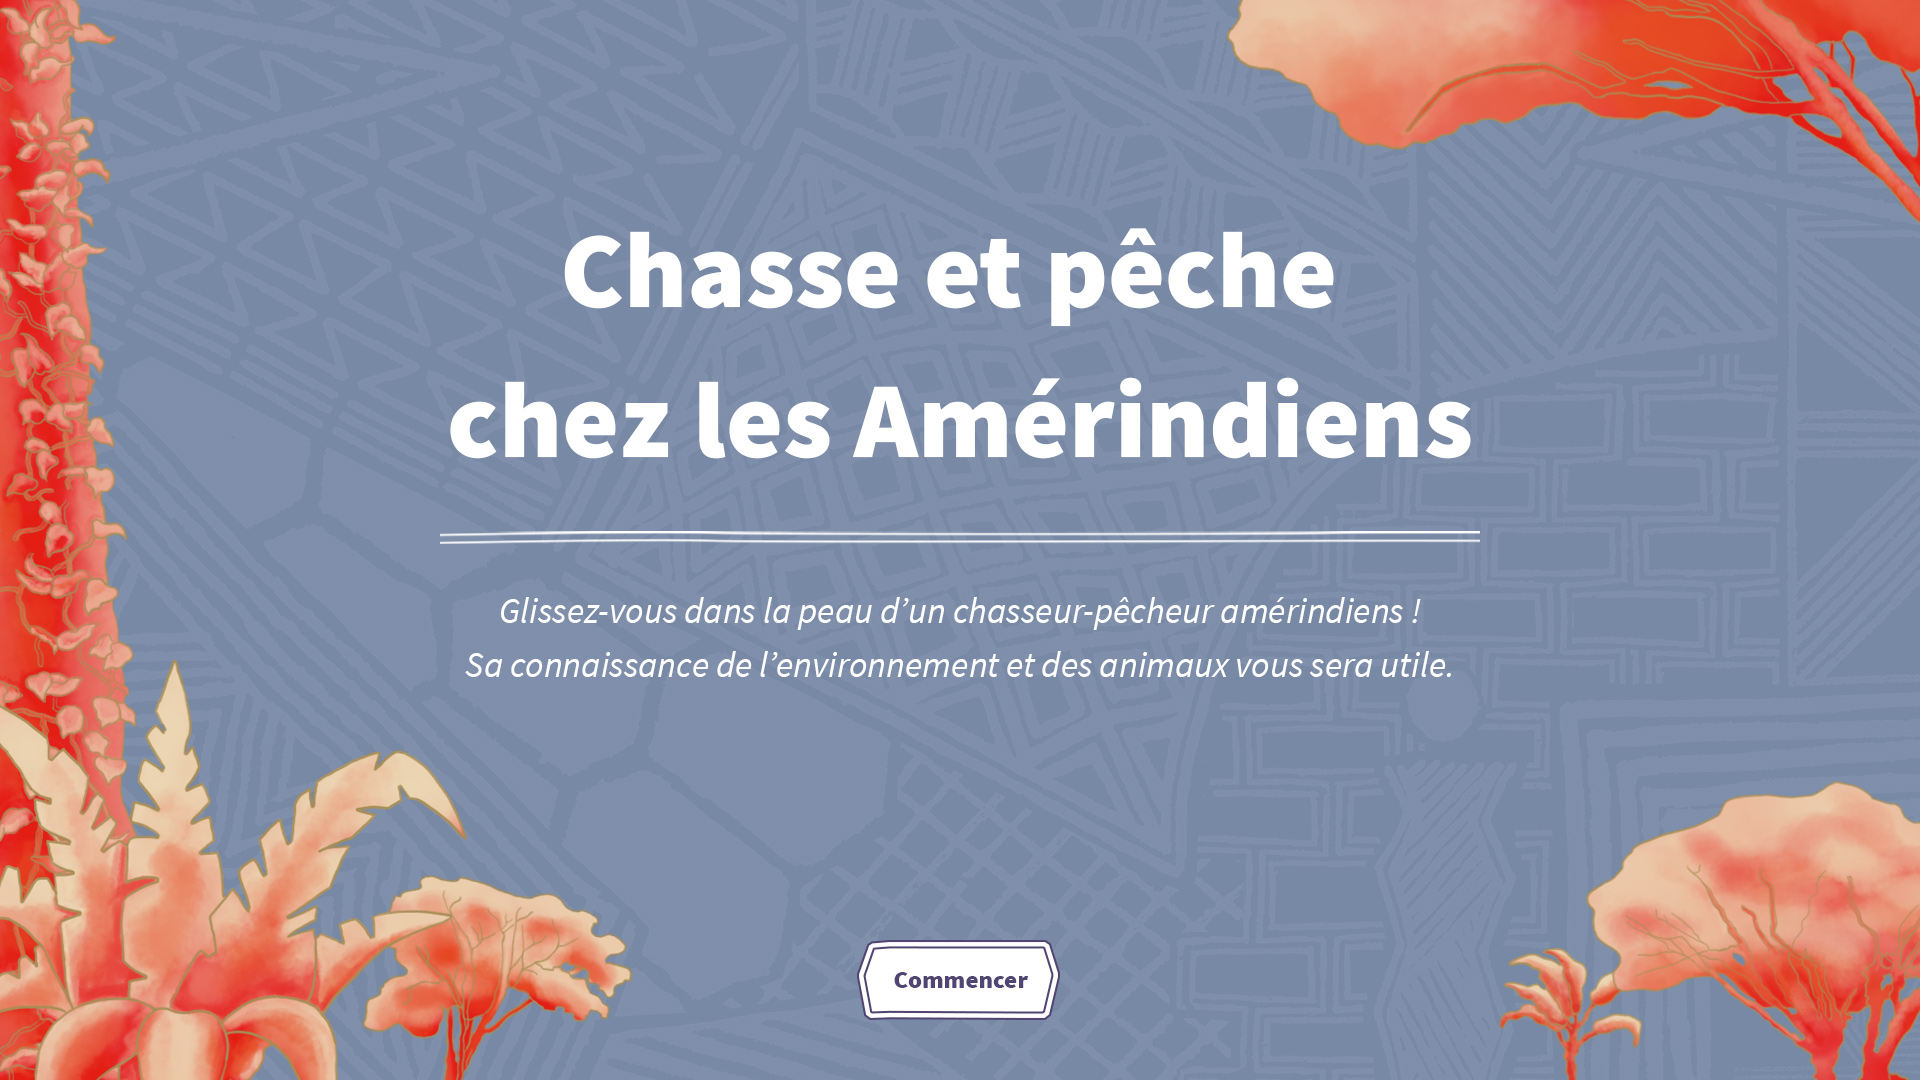 Chasse et pêche
chez les Amérindiens
Glissez-vous dans la peau d’un chasseur-pêcheur amérindiens !
Sa connaissance de l’environnement et des animaux vous sera utile.
Commencer